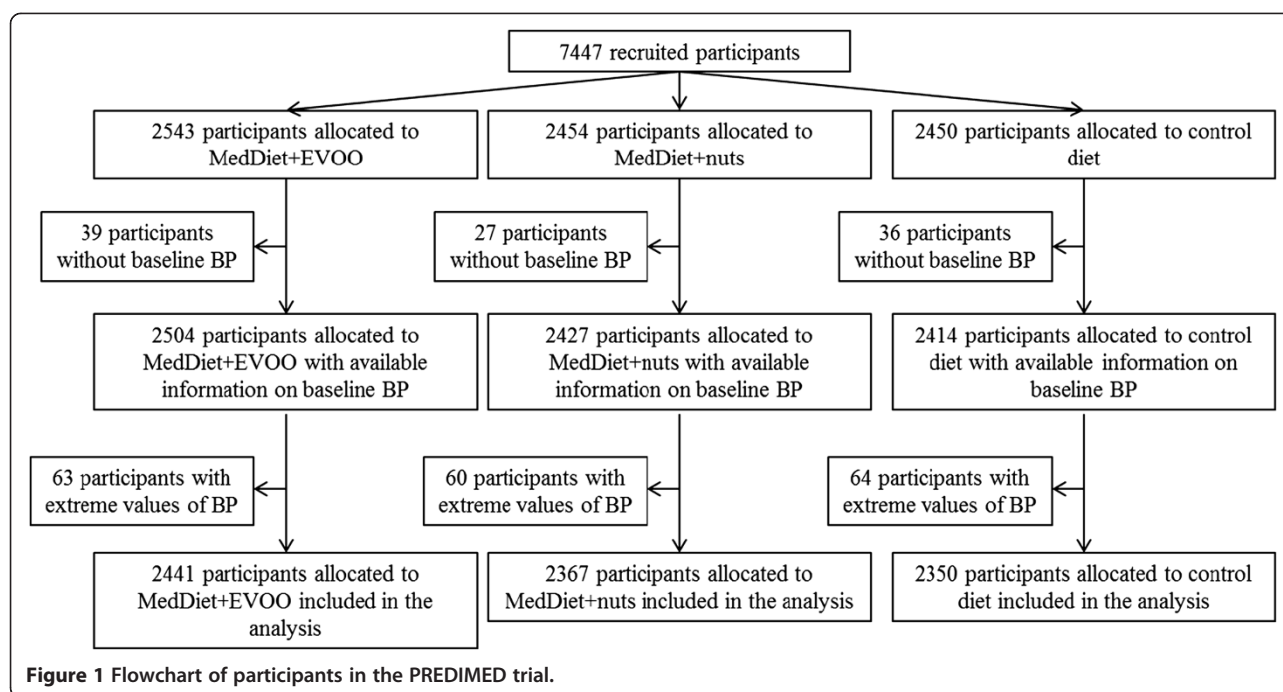 7447 recruited participants
2543 participants allocated to
MedDiet+EVOO
2454 participants allocated to
MedDiet+nuts
2450 participants allocated to control
diet
39 participants
without baseline BP
27 participants
without baseline BP
36 participants
without baseline BP
2504 participants allocated to
MedDiet+EVOO with available
information on baseline BP
2427 participants allocated to
MedDiet+nuts with available
information on baseline BP
2414 participants allocated to control
diet with available information on
baseline BP
63 participants with
extreme values of BP
60 participants with
extreme values of BP
64 participants with
extreme values of BP
2441 participants allocated to
MedDiet+EVOO included in the
analysis
2367 participants allocated to
MedDiet+nuts included in the analysis
2350 participants allocated to control
diet included in the analysis
Figure 1 Flowchart of participants in the PREDIMED trial.